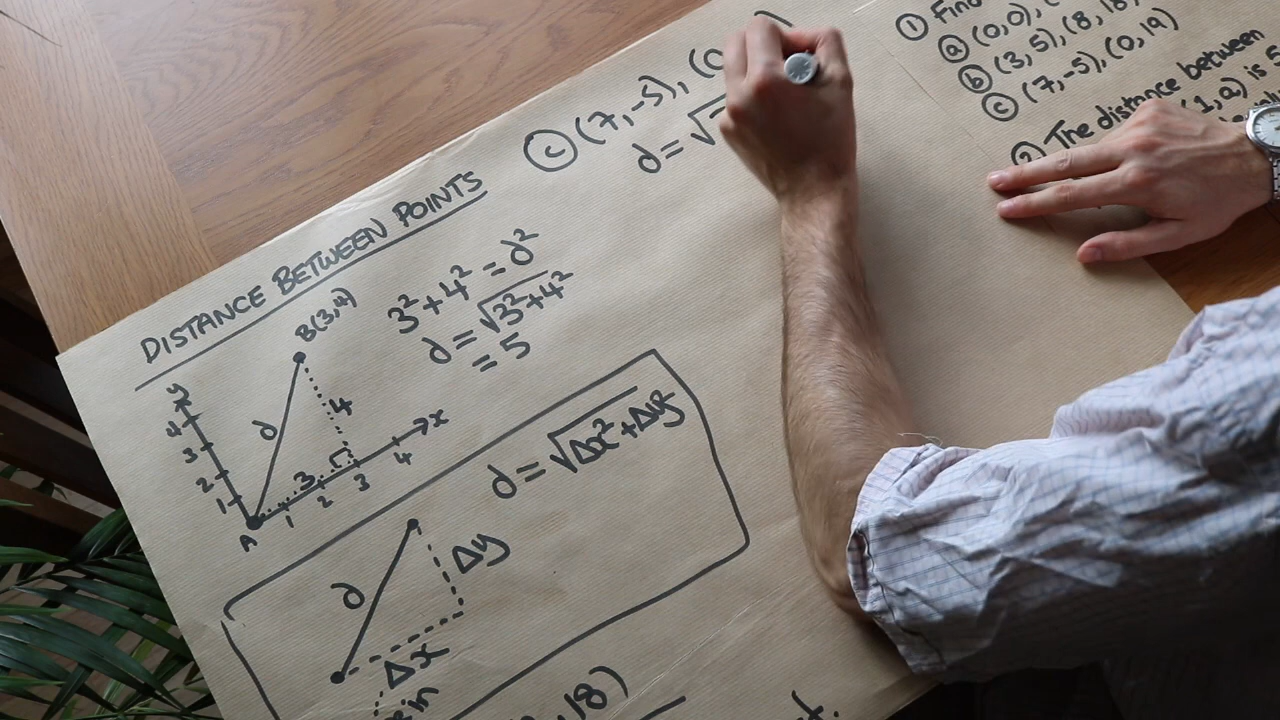 DISTANCE BETWEEN POINTS
y
4
3
2
1
A
B(3,4)
d
4
3
1 2 3 4 x
3² + 4² = d²
d = √3²+4²
= 5
d = √Δx²+Δy²
d
Δy
Δx
, 18)
c (7,-5), (0
d = √
① Find
a (0,0), (
b (3, 5), (8, 18)
c (7,-5), (0, 19)
② The distance between
(1, a) is 5